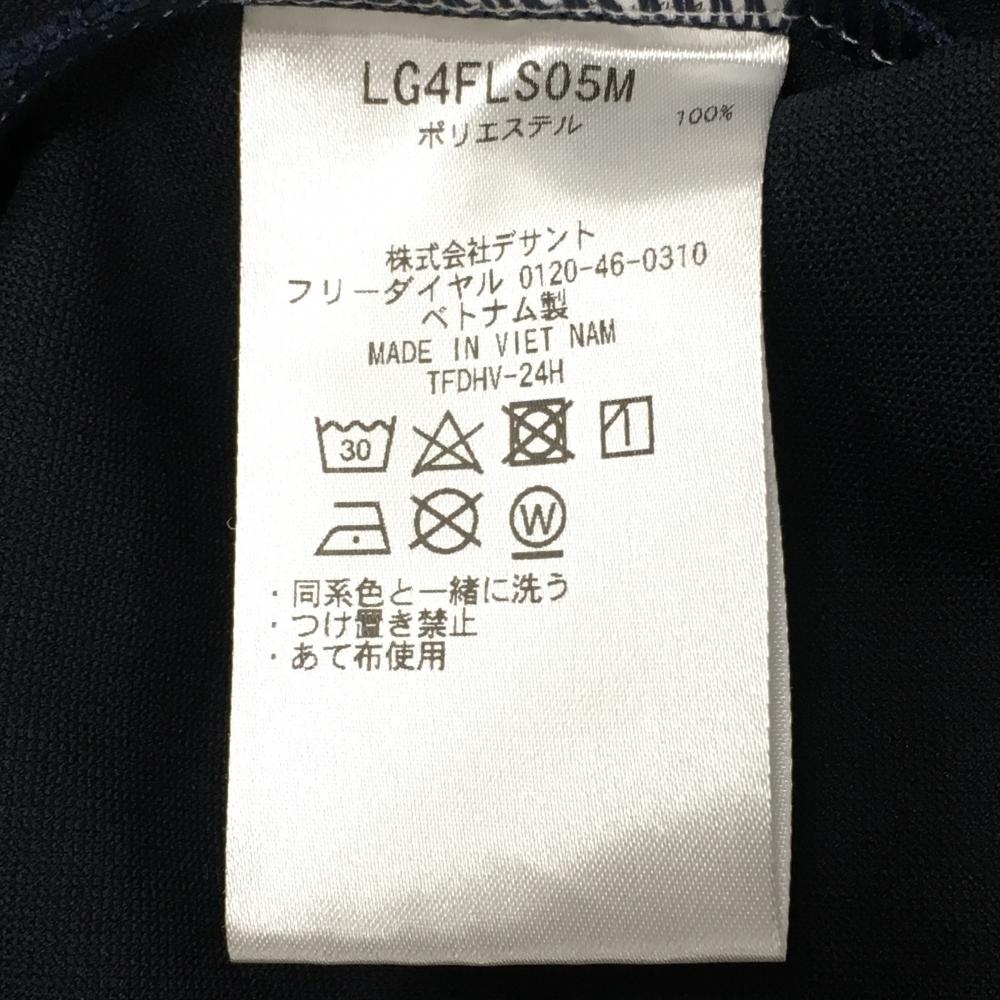 LG4FLS05M
ポリエステル 100%
株式会社デサント
フリーダイヤル 0120-46-0310
ベトナム製
MADE IN VIET NAM
TFDHV-24H
30
W
・同系色と一緒に洗う
・つけ置き禁止
・あて布使用